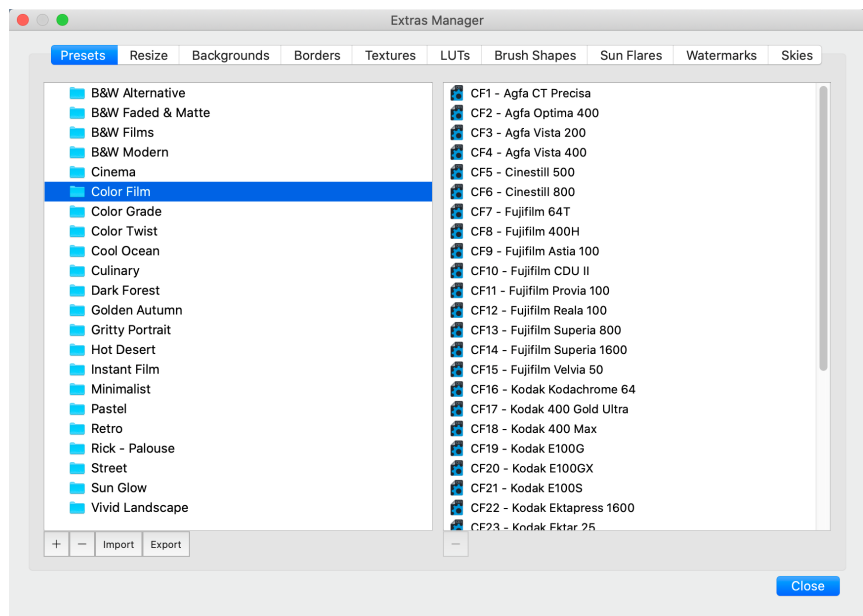 Extras Manager
Presets Resize Backgrounds Borders Textures LUTs Brush Shapes Sun Flares Watermarks Skies
B&W Alternative
B&W Faded & Matte
B&W Films
B&W Modern
Cinema
Color Film
Color Grade
Color Twist
Cool Ocean
Culinary
Dark Forest
Golden Autumn
Gritty Portrait
Hot Desert
Instant Film
Minimalist
Pastel
Retro
Rick - Palouse
Street
Sun Glow
Vivid Landscape
+ − Import Export
CF1 - Agfa CT Precisa
CF2 - Agfa Optima 400
CF3 - Agfa Vista 200
CF4 - Agfa Vista 400
CF5 - Cinestill 500
CF6 - Cinestill 800
CF7 - Fujifilm 64T
CF8 - Fujifilm 400H
CF9 - Fujifilm Astia 100
CF10 - Fujifilm CDU II
CF11 - Fujifilm Provia 100
CF12 - Fujifilm Reala 100
CF13 - Fujifilm Superia 800
CF14 - Fujifilm Superia 1600
CF15 - Fujifilm Velvia 50
CF16 - Kodak Kodachrome 64
CF17 - Kodak 400 Gold Ultra
CF18 - Kodak 400 Max
CF19 - Kodak E100G
CF20 - Kodak E100GX
CF21 - Kodak E100S
CF22 - Kodak Ektapress 1600
CF23 - Kodak Ektar 25
−
Close